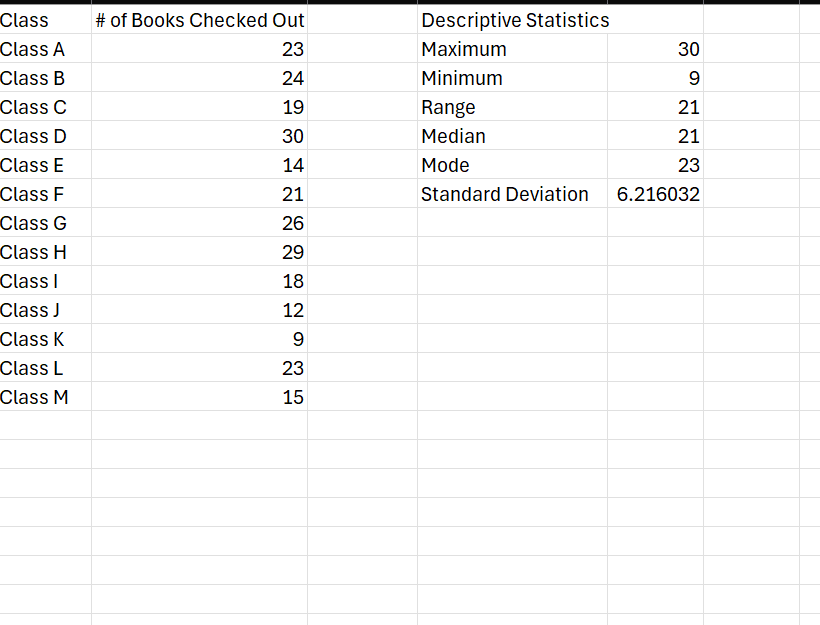 Class # of Books Checked Out Descriptive Statistics
Class A 23 Maximum 30
Class B 24 Minimum 9
Class C 19 Range 21
Class D 30 Median 21
Class E 14 Mode 23
Class F 21 Standard Deviation 6.216032
Class G 26
Class H 29
Class I 18
Class J 12
Class K 9
Class L 23
Class M 15